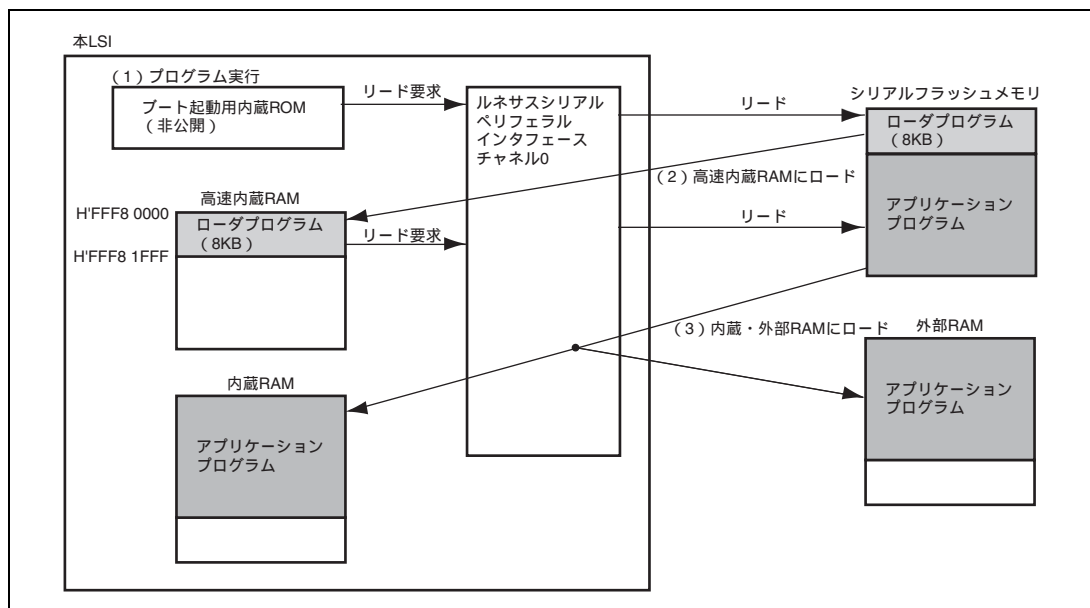 本LSI
(1)プログラム実行
ブート起動用内蔵ROM
(非公開)
リード要求
ルネサスシリアル
ペリフェラル
インタフェース
チャネル0
リード
シリアルフラッシュメモリ
ローダプログラム
(8KB)
(2)高速内蔵RAMにロード
アプリケーション
プログラム
高速内蔵RAM
H'FFF8 0000
ローダプログラム
(8KB)
H'FFF8 1FFF
リード要求
リード
(3)内蔵・外部RAMにロード
外部RAM
アプリケーション
プログラム
内蔵RAM
アプリケーション
プログラム